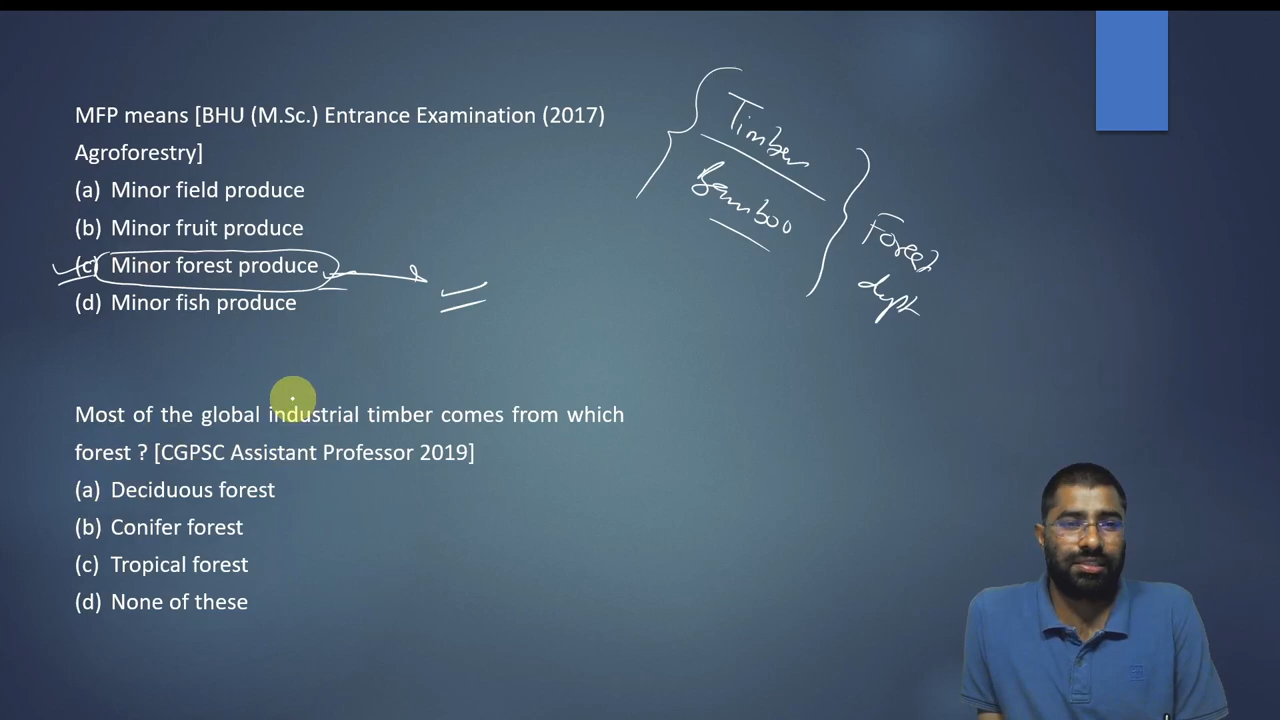 MFP means [BHU (M.Sc.) Entrance Examination (2017)
Agroforestry]
(a) Minor field produce
(b) Minor fruit produce
(c) Minor forest produce
(d) Minor fish produce
Timber
Bamboo
Forest
Most of the global industrial timber comes from which
forest ? [CGPSC Assistant Professor 2019]
(a) Deciduous forest
(b) Conifer forest
(c) Tropical forest
(d) None of these